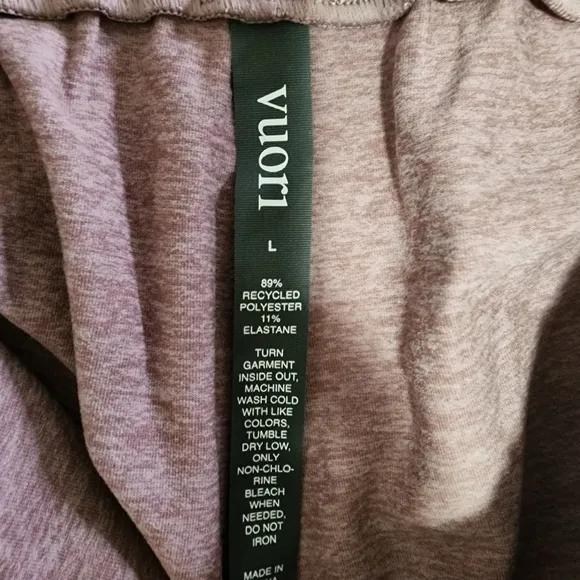 vuori
L
89%
RECYCLED
POLYESTER
11%
ELASTANE
TURN
GARMENT
INSIDE OUT,
MACHINE
WASH COLD
WITH LIKE
COLORS,
TUMBLE
DRY LOW,
ONLY
NON-CHLO-
RINE
BLEACH
WHEN
NEEDED,
DO NOT
IRON
MADE IN